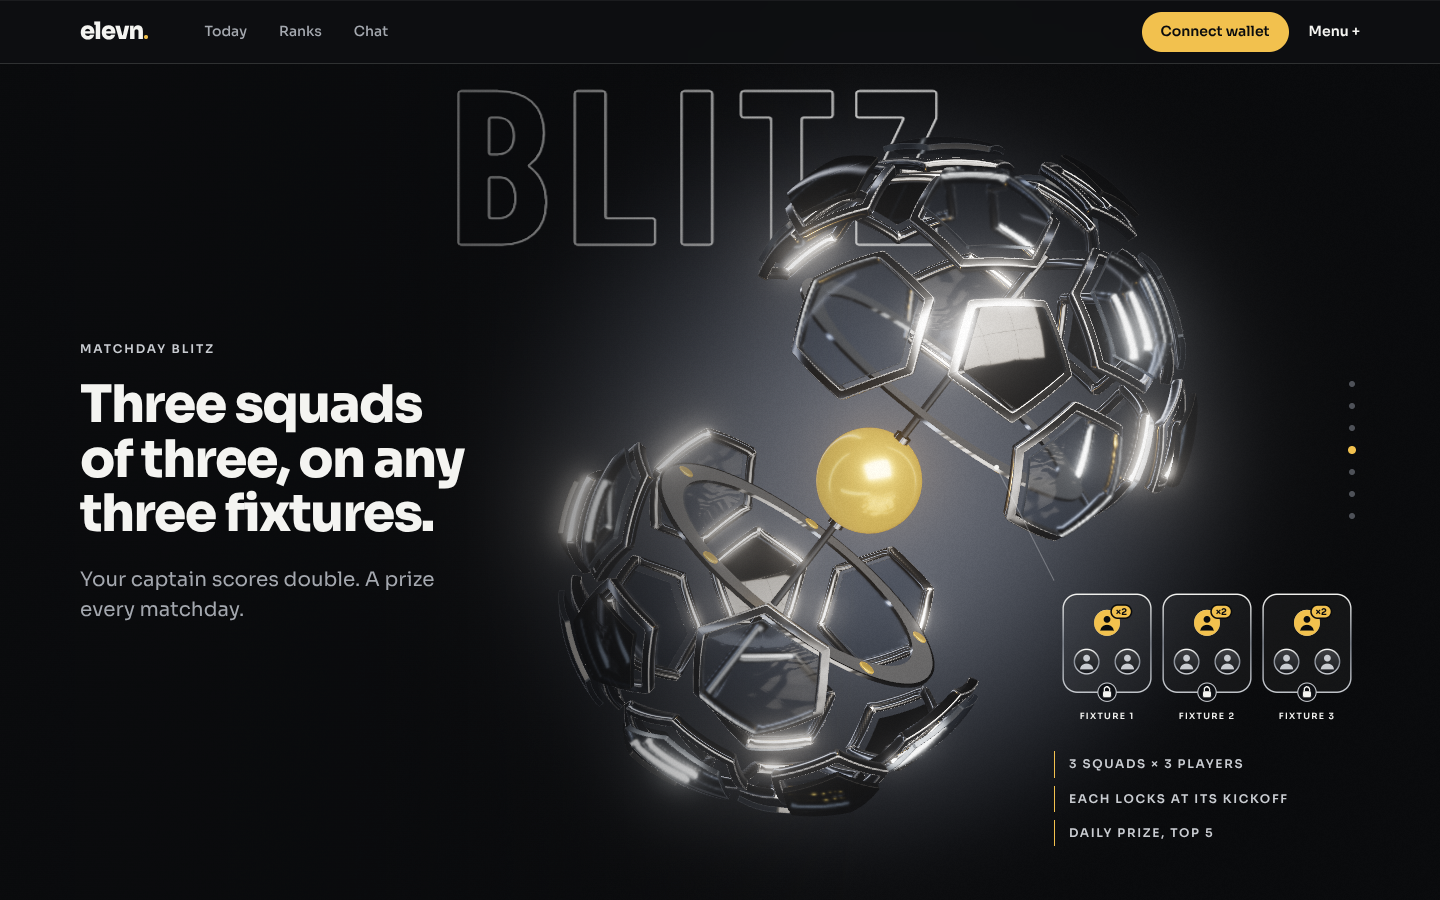 elevn.
Today
Ranks
Chat
Connect wallet
Menu +
BLITZ
MATCHDAY BLITZ
Three squads
of three, on any
three fixtures.
Your captain scores double. A prize
every matchday.
×2
×2
×2
FIXTURE 1
FIXTURE 2
FIXTURE 3
3 SQUADS × 3 PLAYERS
EACH LOCKS AT ITS KICKOFF
DAILY PRIZE, TOP 5